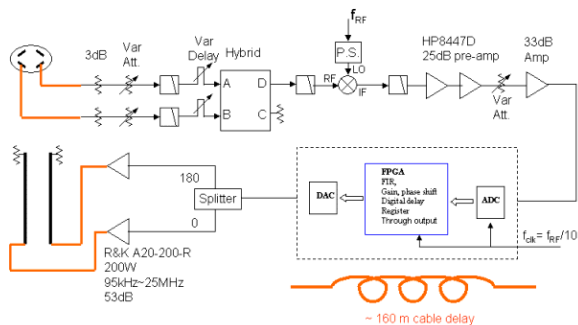 f_RF
3dB
Var
Att.
Var
Delay
Hybrid
P.S.
LO
HP8447D
25dB pre-amp
33dB
Amp
A
D
RF
IF
B
C
Var
Att.
180
Splitter
0
DAC
FPGA
FIR,
Gain, phase shift
Digital delay
Register
Through output
ADC
f_clk= f_RF/10
R&K A20-200-R
200W
95kHz~25MHz
53dB
~ 160 m cable delay